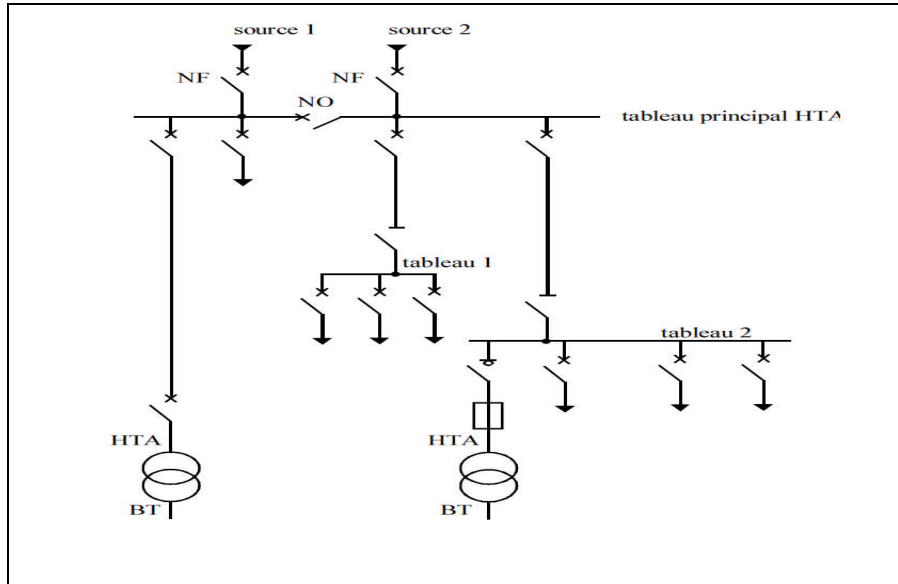 source 1
source 2
NF
NF
NO
tableau principal HTA
tableau 1
tableau 2
HTA
HTA
BT
BT